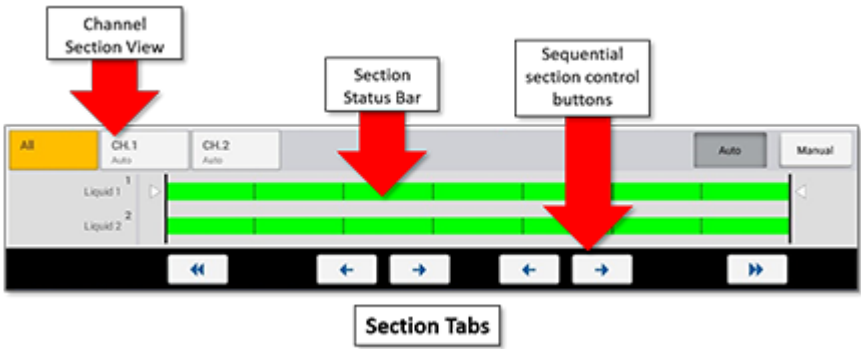 Channel
Section View
Section
Status Bar
Sequential
section control
buttons
All
CH.1
Auto
CH.2
Auto
Auto
Manual
Liquid 1 1
Liquid 2 2
Section Tabs